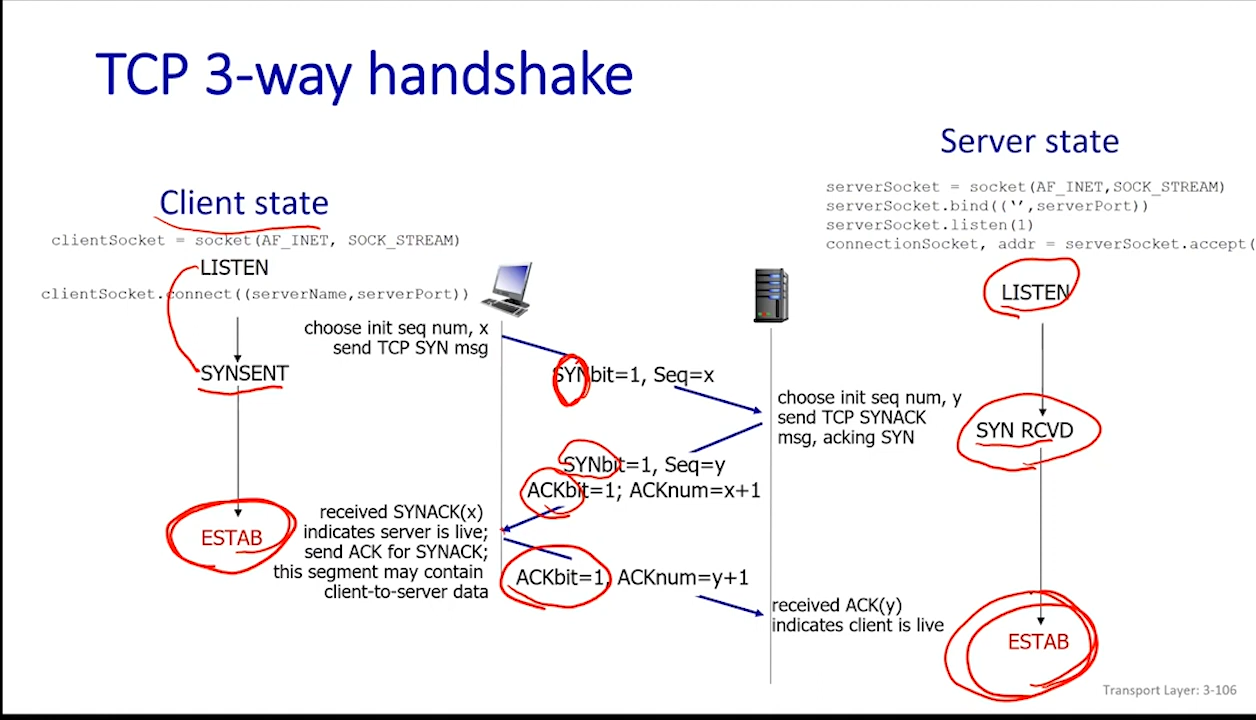 TCP 3-way handshake
Client state
clientSocket = socket(AF_INET, SOCK_STREAM)
LISTEN
clientSocket.connect((serverName,serverPort))
SYNSENT
ESTAB
choose init seq num, x
send TCP SYN msg
SYNbit=1, Seq=x
SYNbit=1, Seq=y
ACKbit=1; ACKnum=x+1
received SYNACK(x)
indicates server is live;
send ACK for SYNACK;
this segment may contain
client-to-server data
ACKbit=1, ACKnum=y+1
Server state
serverSocket = socket(AF_INET,SOCK_STREAM)
serverSocket.bind((‘’,serverPort))
serverSocket.listen(1)
connectionSocket, addr = serverSocket.accept(
LISTEN
choose init seq num, y
send TCP SYNACK
msg, acking SYN
SYN RCVD
received ACK(y)
indicates client is live
ESTAB
Transport Layer: 3-106